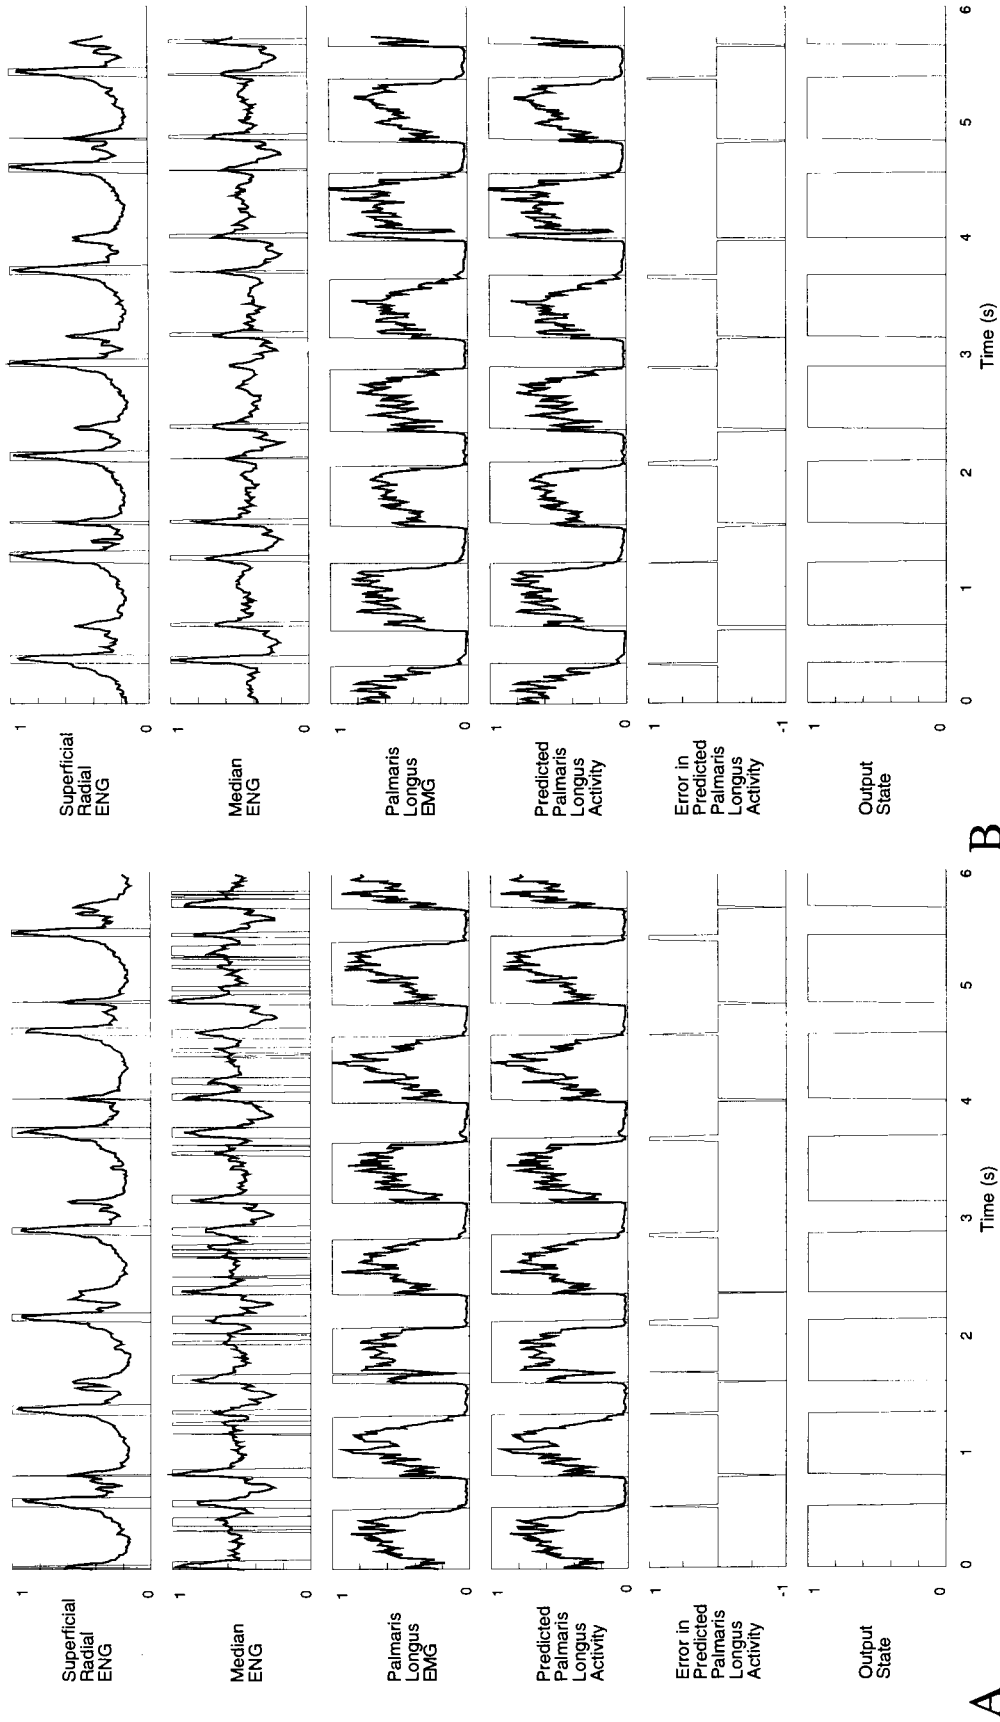 A
Superficial
Radial
ENG
1
0
Median
ENG
1
0
Palmaris
Longus
EMG
1
0
Predicted
Palmaris
Longus
Activity
1
0
Error in
Predicted
Palmaris
Longus
Activity
1
-1
Output
State
1
0
0
1
2
3
4
5
6
Time (s)
B
Superficial
Radial
ENG
1
0
Median
ENG
1
0
Palmaris
Longus
EMG
1
0
Predicted
Palmaris
Longus
Activity
1
0
Error in
Predicted
Palmaris
Longus
Activity
1
-1
Output
State
1
0
0
1
2
3
4
5
6
Time (s)